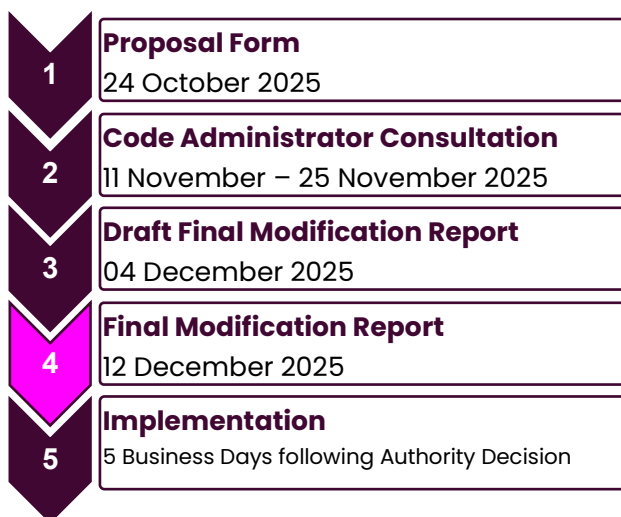 1
Proposal Form
24 October 2025
2
Code Administrator Consultation
11 November – 25 November 2025
3
Draft Final Modification Report
04 December 2025
4
Final Modification Report
12 December 2025
5
Implementation
5 Business Days following Authority Decision